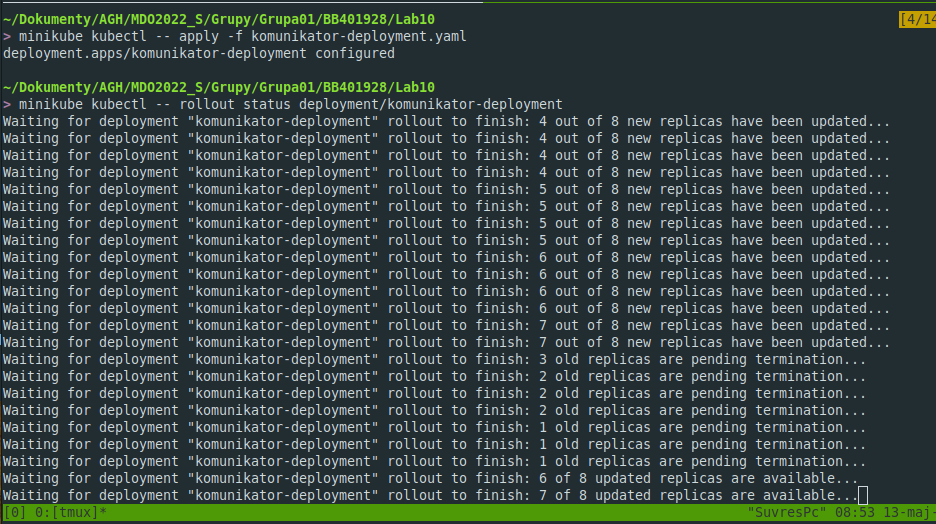 ~/Dokumenty/AGH/MDO2022_S/Grupy/Grupa01/BB401928/Lab10 [4/14
> minikube kubectl -- apply -f komunikator-deployment.yaml
deployment.apps/komunikator-deployment configured
~/Dokumenty/AGH/MDO2022_S/Grupy/Grupa01/BB401928/Lab10
> minikube kubectl -- rollout status deployment/komunikator-deployment
Waiting for deployment "komunikator-deployment" rollout to finish: 4 out of 8 new replicas have been updated...
Waiting for deployment "komunikator-deployment" rollout to finish: 4 out of 8 new replicas have been updated...
Waiting for deployment "komunikator-deployment" rollout to finish: 4 out of 8 new replicas have been updated...
Waiting for deployment "komunikator-deployment" rollout to finish: 4 out of 8 new replicas have been updated...
Waiting for deployment "komunikator-deployment" rollout to finish: 5 out of 8 new replicas have been updated...
Waiting for deployment "komunikator-deployment" rollout to finish: 5 out of 8 new replicas have been updated...
Waiting for deployment "komunikator-deployment" rollout to finish: 5 out of 8 new replicas have been updated...
Waiting for deployment "komunikator-deployment" rollout to finish: 5 out of 8 new replicas have been updated...
Waiting for deployment "komunikator-deployment" rollout to finish: 6 out of 8 new replicas have been updated...
Waiting for deployment "komunikator-deployment" rollout to finish: 6 out of 8 new replicas have been updated...
Waiting for deployment "komunikator-deployment" rollout to finish: 6 out of 8 new replicas have been updated...
Waiting for deployment "komunikator-deployment" rollout to finish: 6 out of 8 new replicas have been updated...
Waiting for deployment "komunikator-deployment" rollout to finish: 7 out of 8 new replicas have been updated...
Waiting for deployment "komunikator-deployment" rollout to finish: 7 out of 8 new replicas have been updated...
Waiting for deployment "komunikator-deployment" rollout to finish: 3 old replicas are pending termination...
Waiting for deployment "komunikator-deployment" rollout to finish: 2 old replicas are pending termination...
Waiting for deployment "komunikator-deployment" rollout to finish: 2 old replicas are pending termination...
Waiting for deployment "komunikator-deployment" rollout to finish: 2 old replicas are pending termination...
Waiting for deployment "komunikator-deployment" rollout to finish: 1 old replicas are pending termination...
Waiting for deployment "komunikator-deployment" rollout to finish: 1 old replicas are pending termination...
Waiting for deployment "komunikator-deployment" rollout to finish: 1 old replicas are pending termination...
Waiting for deployment "komunikator-deployment" rollout to finish: 6 of 8 updated replicas are available...
Waiting for deployment "komunikator-deployment" rollout to finish: 7 of 8 updated replicas are available...
[0] 0:[tmux]* "SuvresPc" 08:53 13-maj-